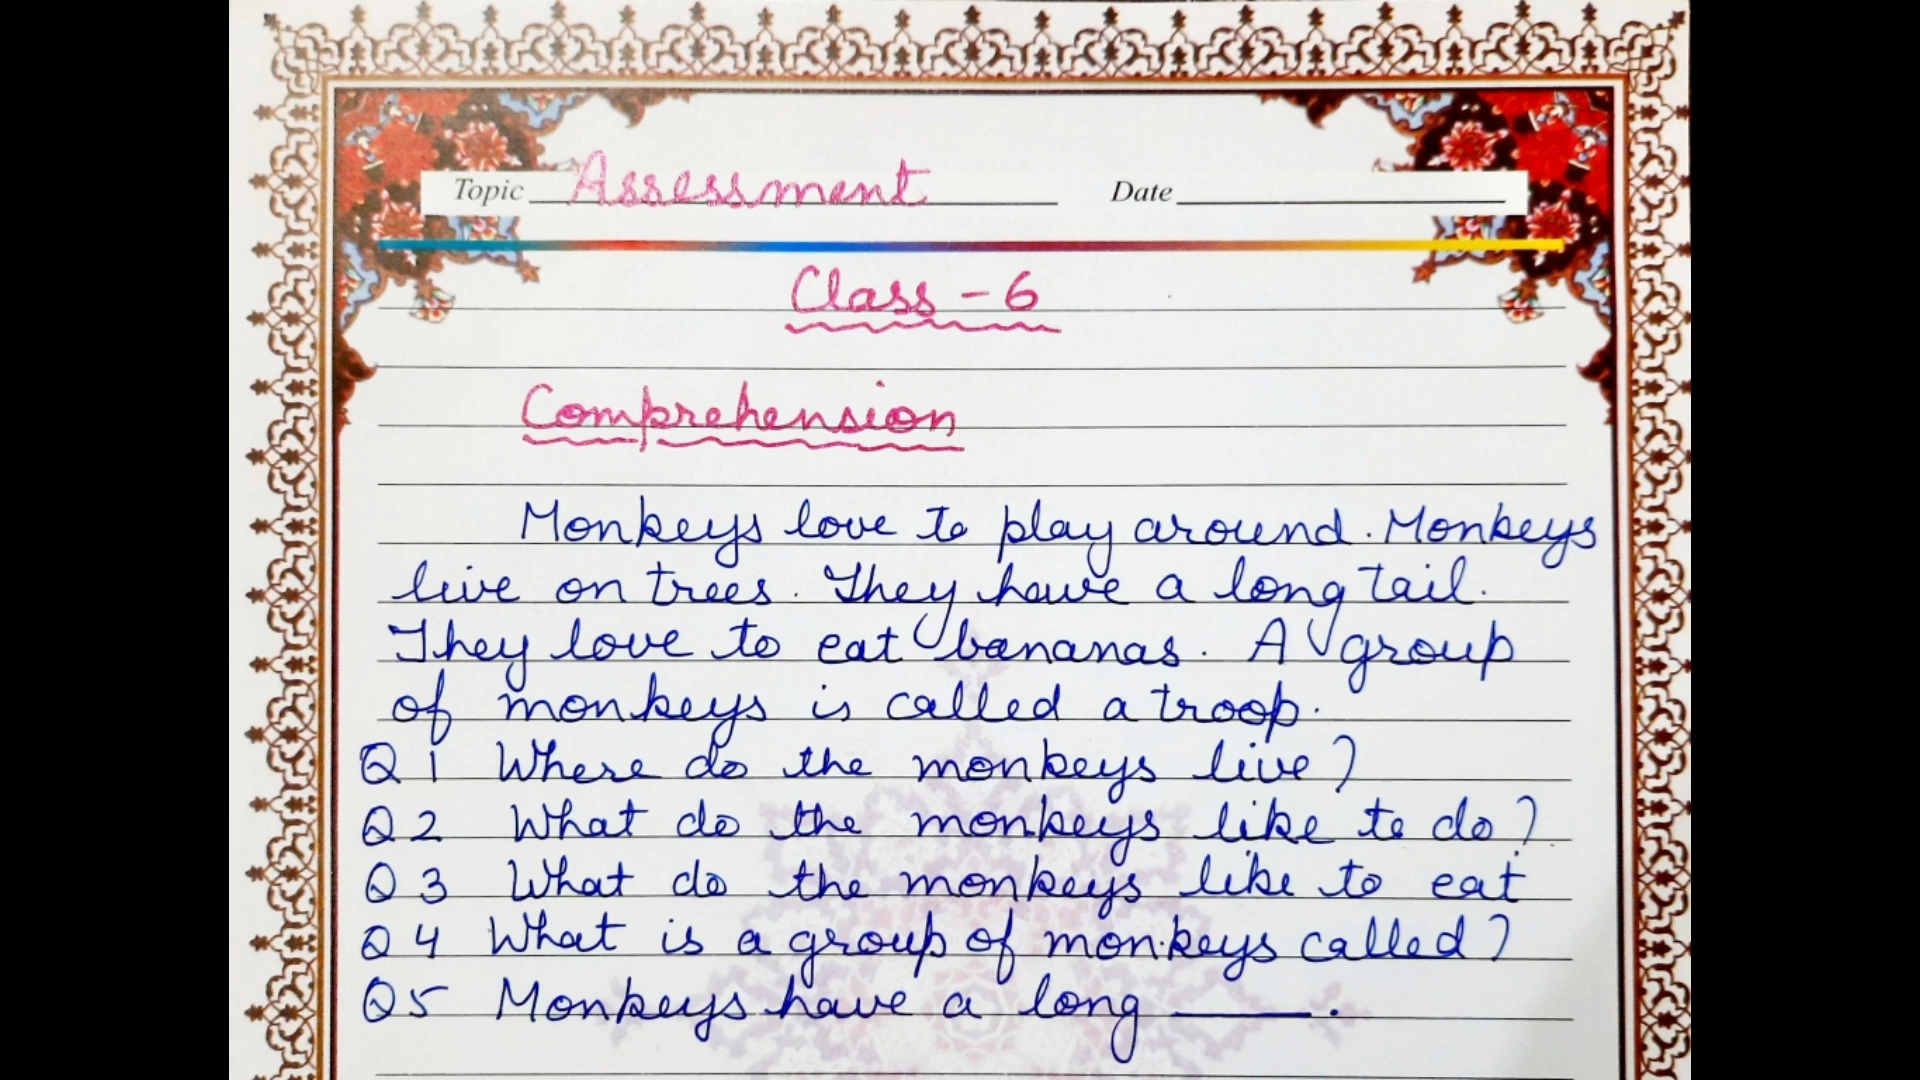 Topic Assessment Date
Class - 6
Comprehension
Monkeys love to play around. Monkeys
live on trees. They have a long tail.
They love to eat bananas. A group
of monkeys is called a troop.
Q 1 Where do the monkeys live?
Q 2 What do the monkeys like to do?
Q 3 What do the monkeys like to eat
Q 4 What is a group of monkeys called?
Q 5 Monkeys have a long ____.